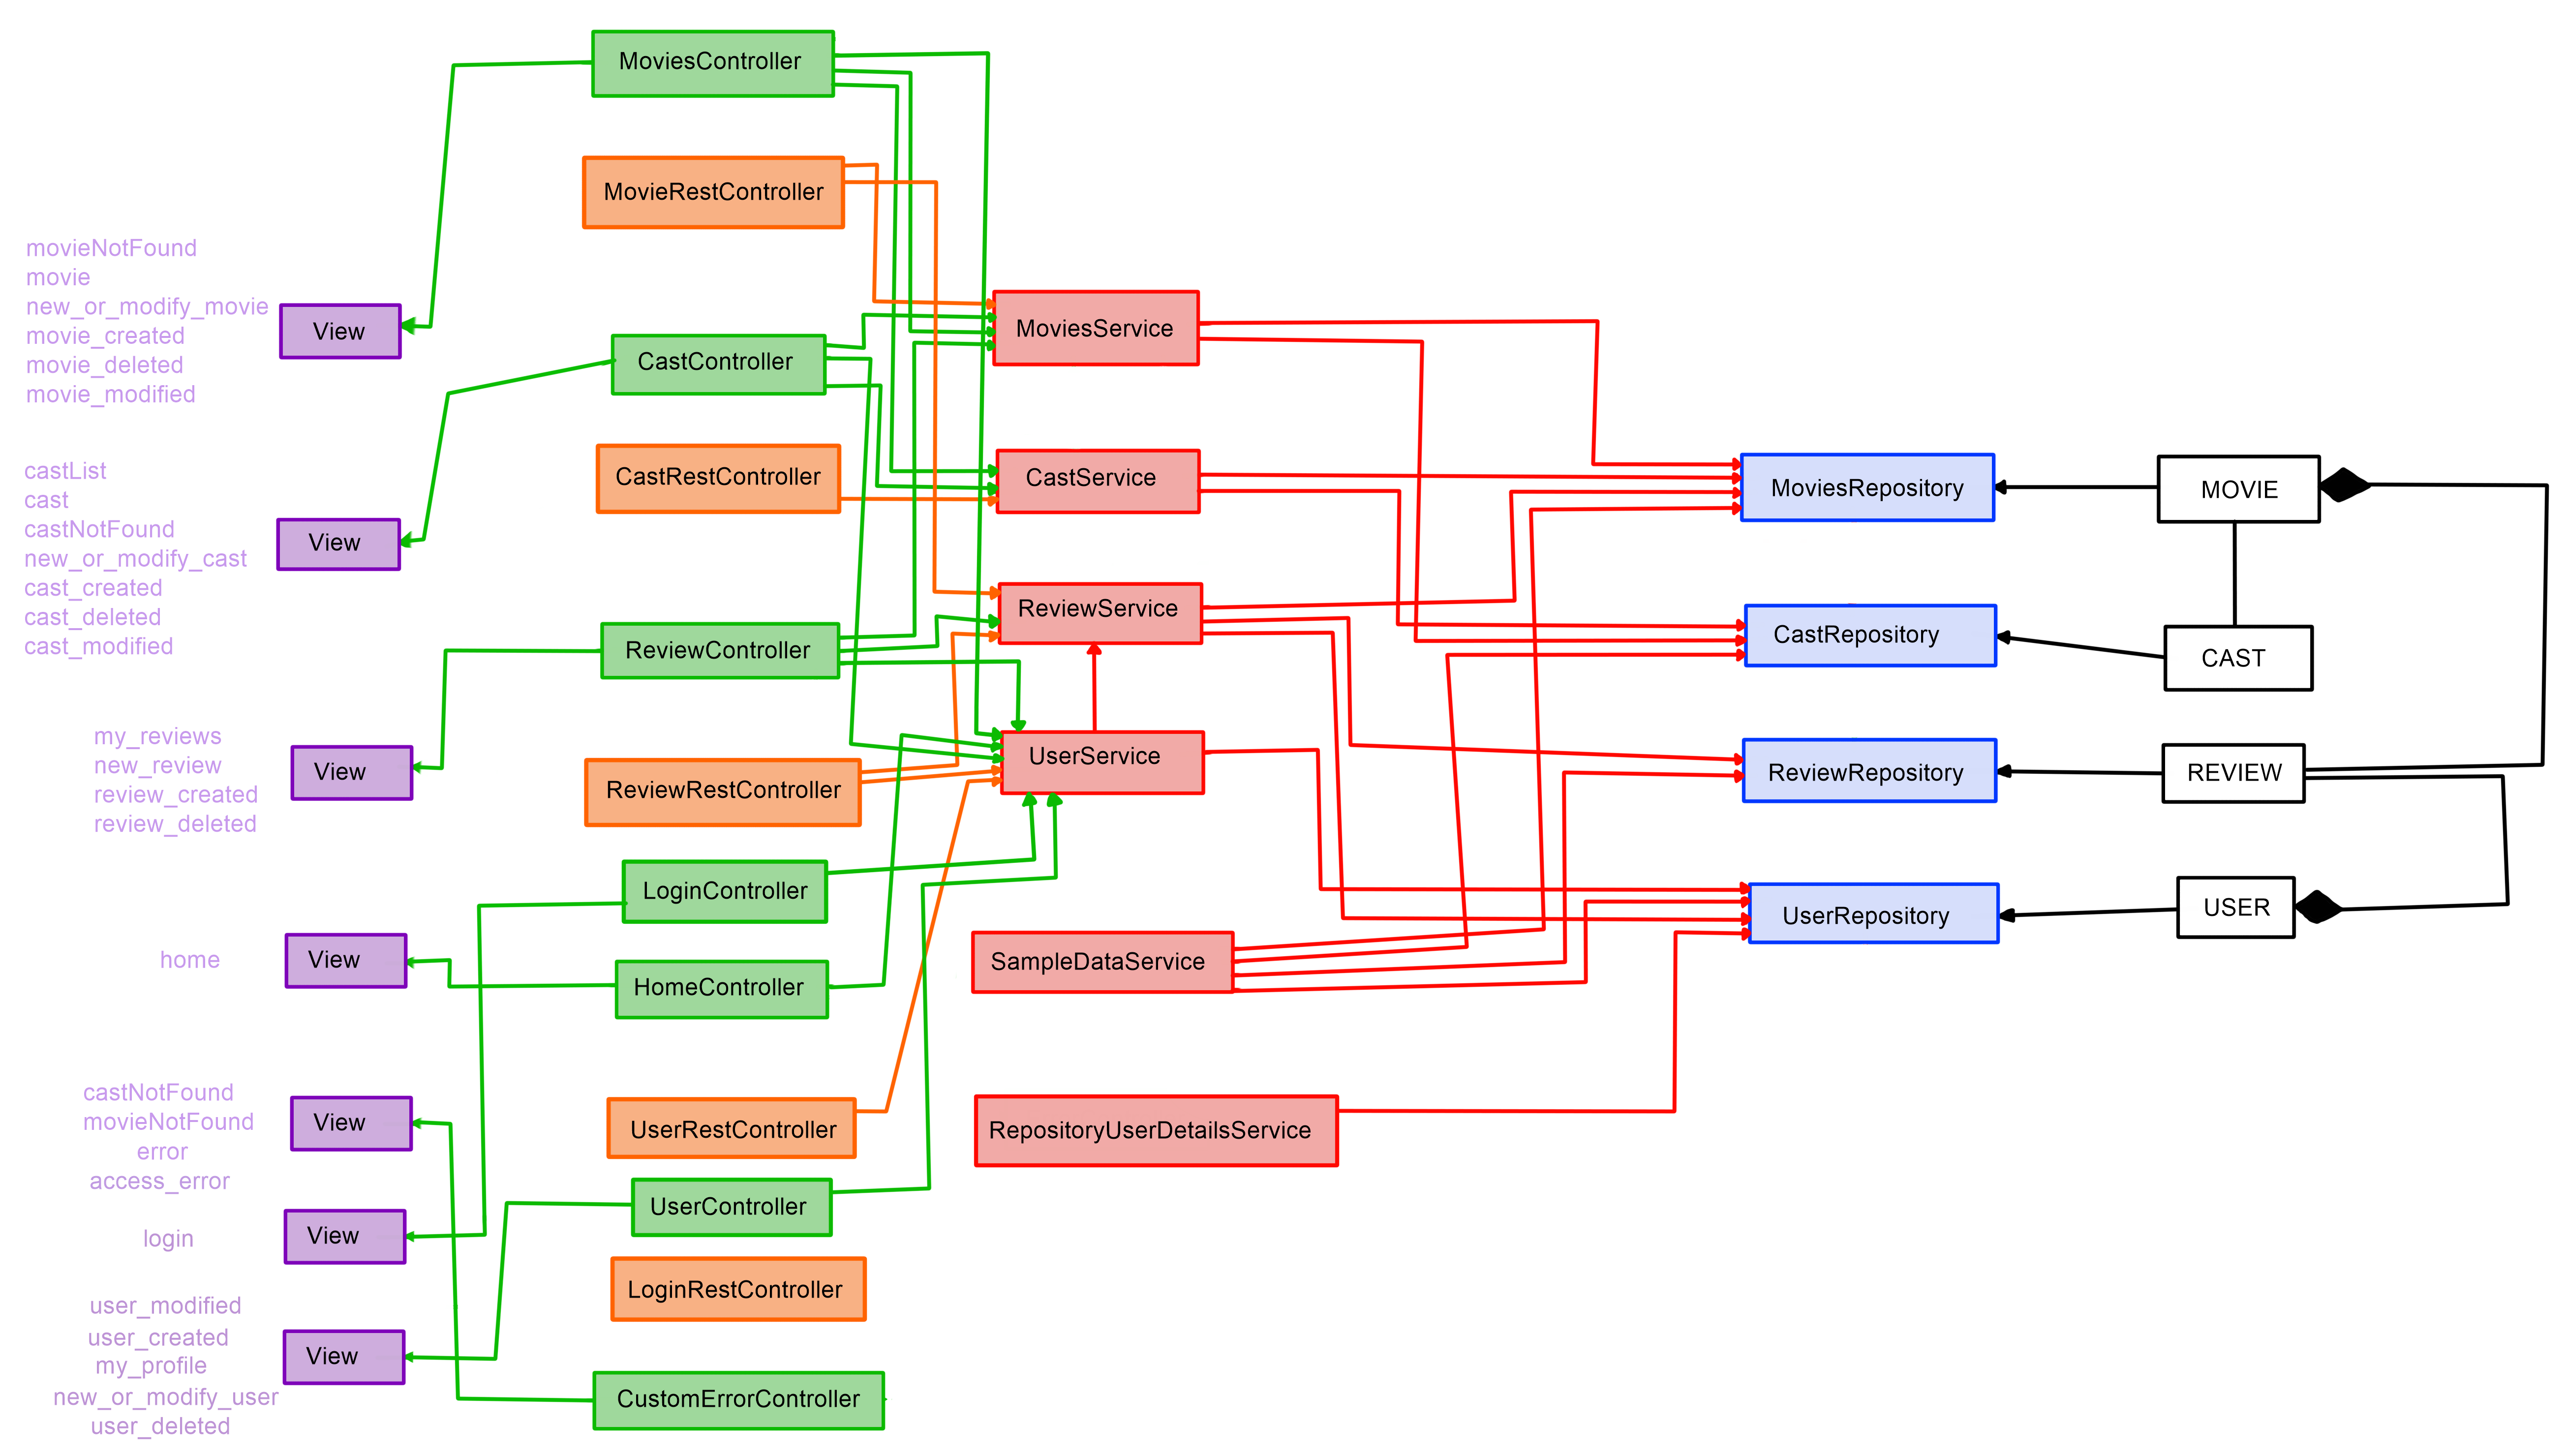 movieNotFound
movie
new_or_modify_movie
movie_created
movie_deleted
movie_modified
View
castList
cast
castNotFound
new_or_modify_cast
cast_created
cast_deleted
cast_modified
View
my_reviews
new_review
review_created
review_deleted
View
home
View
castNotFound
movieNotFound
error
access_error
View
login
View
user_modified
user_created
my_profile
new_or_modify_user
user_deleted
View
MoviesController
MovieRestController
CastController
CastRestController
ReviewController
ReviewRestController
LoginController
HomeController
UserRestController
UserController
LoginRestController
CustomErrorController
MoviesService
CastService
ReviewService
UserService
SampleDataService
RepositoryUserDetailsService
MoviesRepository
CastRepository
ReviewRepository
UserRepository
MOVIE
CAST
REVIEW
USER